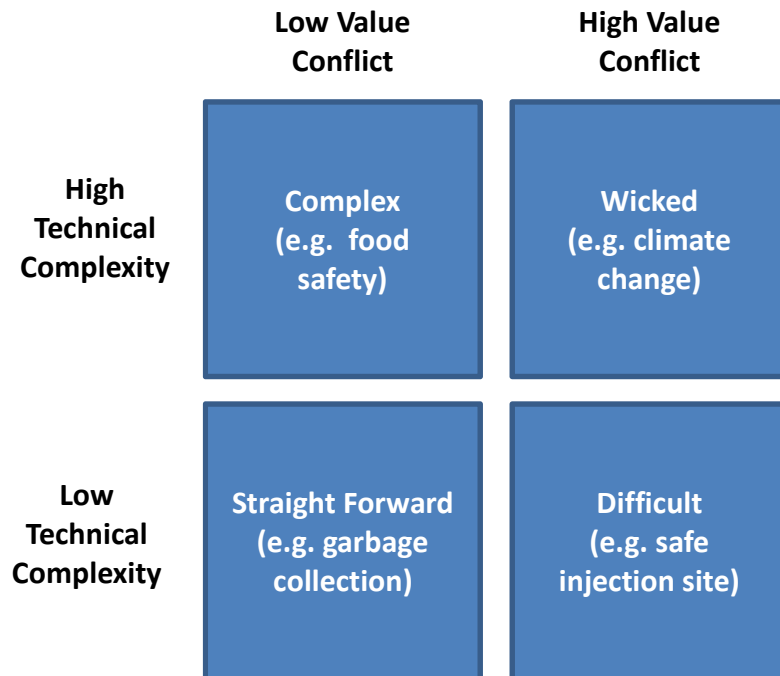 Low Value
Conflict
High Value
Conflict
High
Technical
Complexity
Complex
(e.g. food
safety)
Wicked
(e.g. climate
change)
Low
Technical
Complexity
Straight Forward
(e.g. garbage
collection)
Difficult
(e.g. safe
injection site)